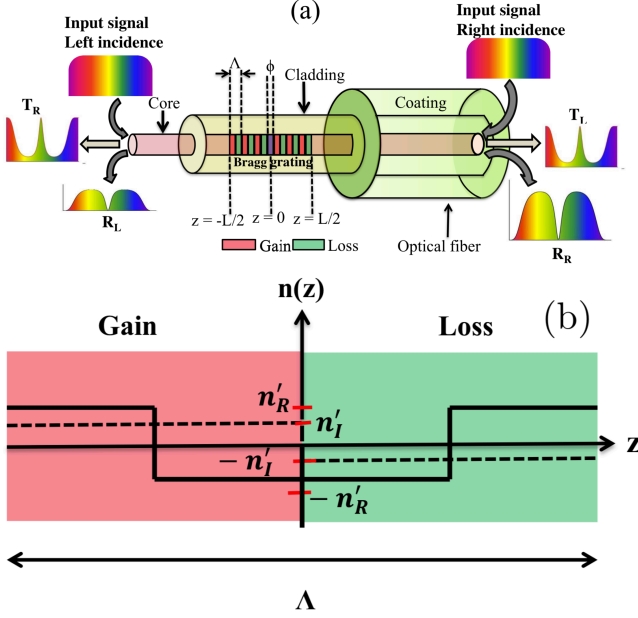 (a)
Input signal
Left incidence
Input signal
Right incidence
Λ
ϕ
Cladding
Core
Coating
T_R
T_L
Bragg grating
R_L
z = -L/2
z = 0
z = L/2
Gain
Loss
Optical fiber
R_R
n(z)
Gain
Loss
(b)
n'_R
n'_I
z
- n'_I
- n'_R
Λ